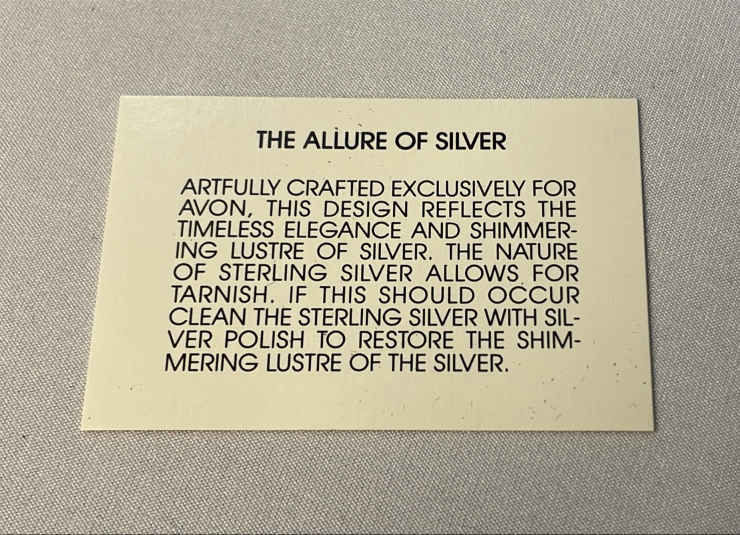 THE ALLURE OF SILVER
ARTFULLY CRAFTED EXCLUSIVELY FOR
AVON, THIS DESIGN REFLECTS THE
TIMELESS ELEGANCE AND SHIMMER-
ING LUSTRE OF SILVER. THE NATURE
OF STERLING SILVER ALLOWS FOR
TARNISH. IF THIS SHOULD OCCUR
CLEAN THE STERLING SILVER WITH SIL-
VER POLISH TO RESTORE THE SHIM-
MERING LUSTRE OF THE SILVER.